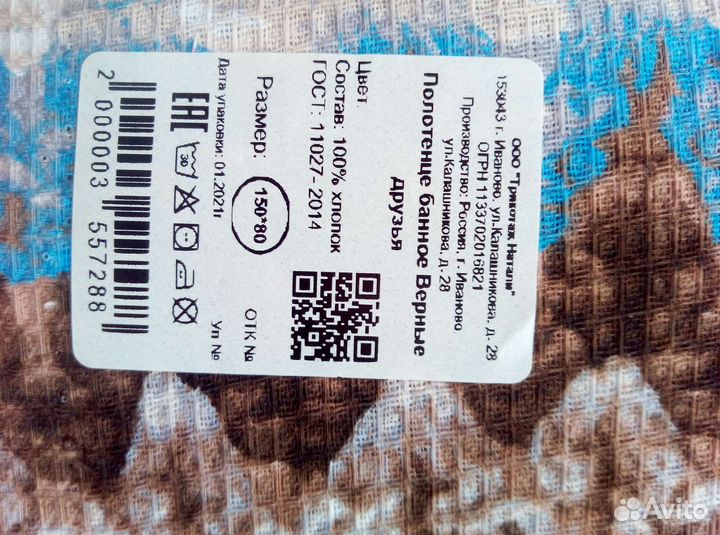 ООО "Трикотаж Натали"
153043 г. Иваново, ул.Калашникова, д. 28
ОГРН 1133702016821
Производство: Россия, г. Иваново
ул.Калашникова, д. 28
Полотенце банное Верные
друзья
Цвет:
Состав: 100% хлопок
ГОСТ: 11027-2014
Размер: 150*80
ОТК №
Дата упаковки: 01.2021г
Уп №
EAC
30
2 000003 557288
Avito